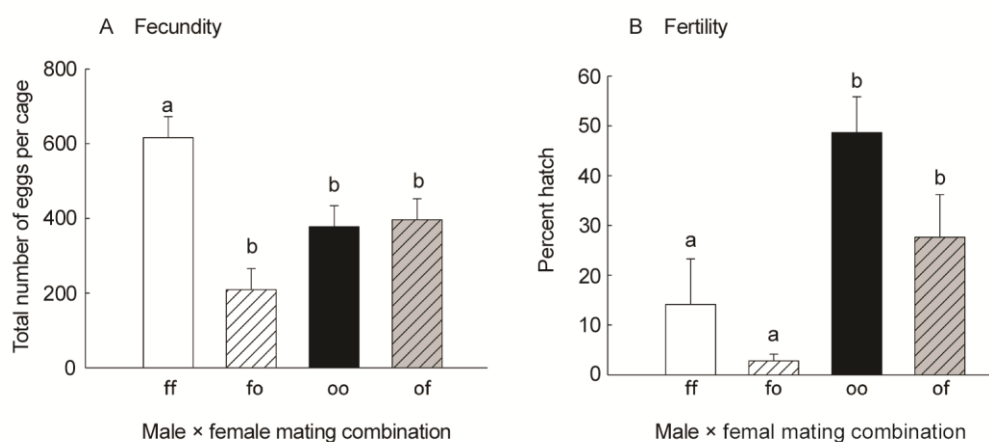 A Fecundity
Total number of eggs per cage
800
600
400
200
0
a
b
b
b
ff fo oo of
Male × female mating combination
B Fertility
Percent hatch
60
50
40
30
20
10
0
a
a
b
b
ff fo oo of
Male × femal mating combination